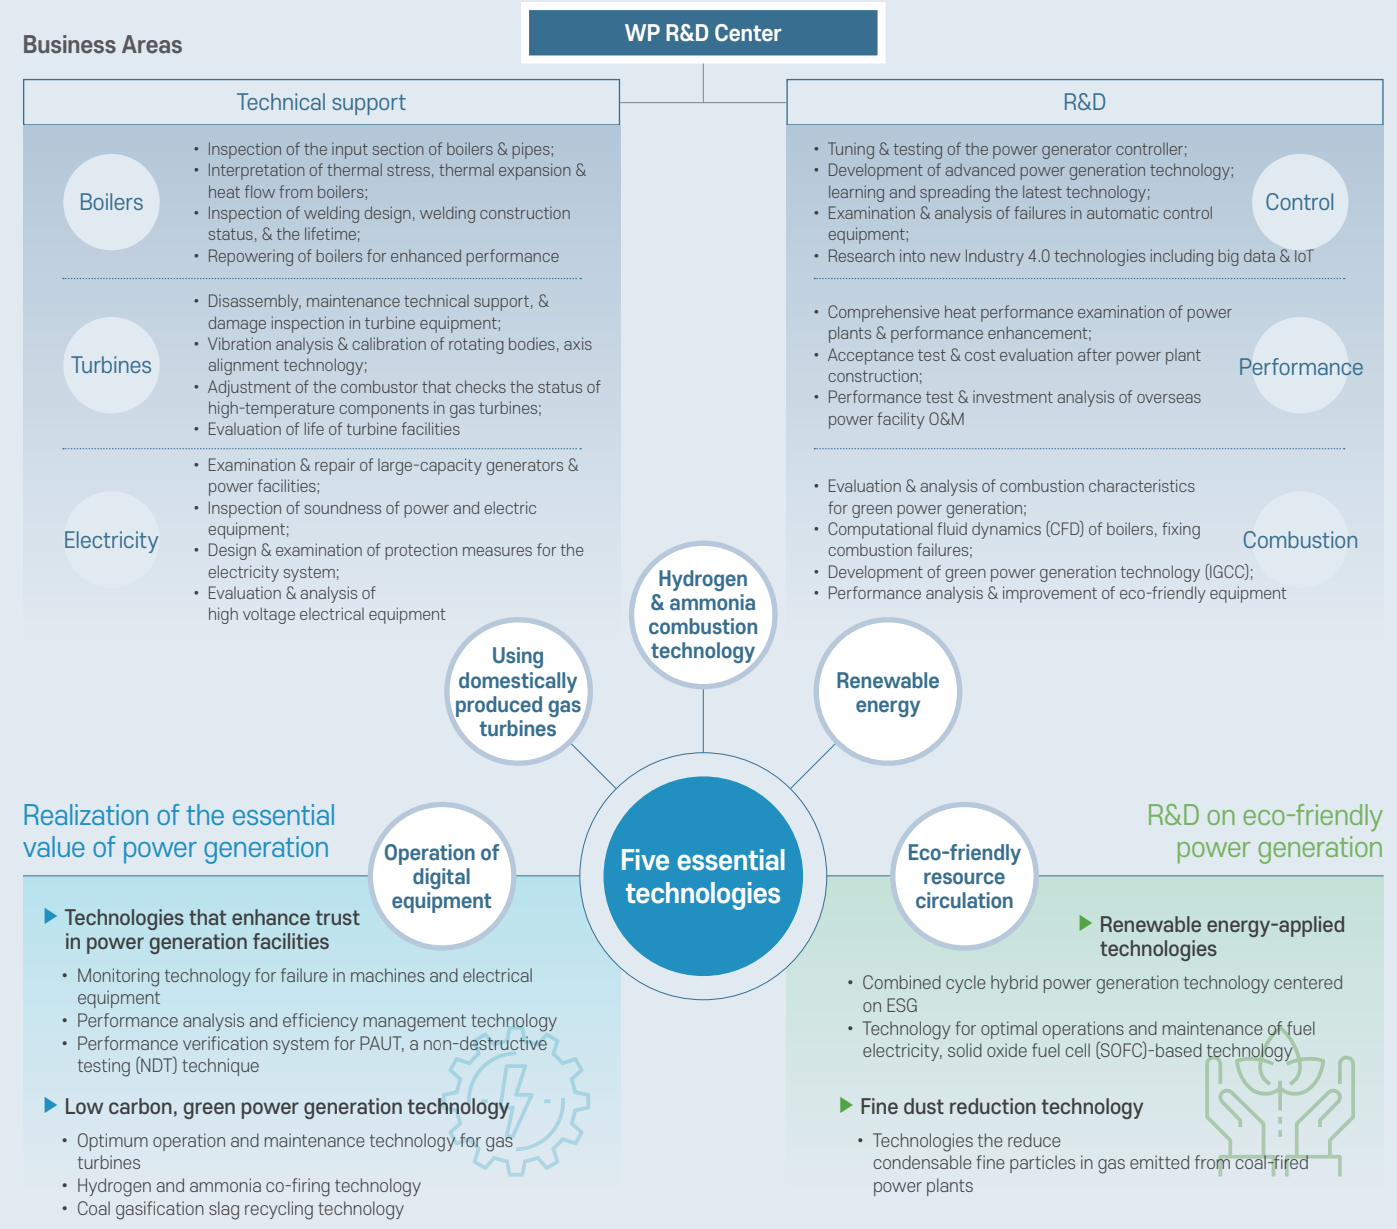 Business Areas
WP R&D Center
Technical support
Boilers
• Inspection of the input section of boilers & pipes;
• Interpretation of thermal stress, thermal expansion &
heat flow from boilers;
• Inspection of welding design, welding construction
status, & the lifetime;
• Repowering of boilers for enhanced performance
Turbines
• Disassembly, maintenance technical support, &
damage inspection in turbine equipment;
• Vibration analysis & calibration of rotating bodies, axis
alignment technology;
• Adjustment of the combustor that checks the status of
high-temperature components in gas turbines;
• Evaluation of life of turbine facilities
Electricity
• Examination & repair of large-capacity generators &
power facilities;
• Inspection of soundness of power and electric
equipment;
• Design & examination of protection measures for the
electricity system;
• Evaluation & analysis of
high voltage electrical equipment
R&D
• Tuning & testing of the power generator controller;
• Development of advanced power generation technology;
learning and spreading the latest technology;
• Examination & analysis of failures in automatic control
equipment;
• Research into new Industry 4.0 technologies including big data & IoT
Control
• Comprehensive heat performance examination of power
plants & performance enhancement;
• Acceptance test & cost evaluation after power plant
construction;
• Performance test & investment analysis of overseas
power facility O&M
Performance
• Evaluation & analysis of combustion characteristics
for green power generation;
• Computational fluid dynamics (CFD) of boilers, fixing
combustion failures;
• Development of green power generation technology (IGCC);
• Performance analysis & improvement of eco-friendly equipment
Combustion
Hydrogen
& ammonia
combustion
technology
Using
domestically
produced gas
turbines
Renewable
energy
Operation of
digital
equipment
Five essential
technologies
Eco-friendly
resource
circulation
Realization of the essential
value of power generation
▶ Technologies that enhance trust
in power generation facilities
• Monitoring technology for failure in machines and electrical
equipment
• Performance analysis and efficiency management technology
• Performance verification system for PAUT, a non-destructive
testing (NDT) technique
▶ Low carbon, green power generation technology
• Optimum operation and maintenance technology for gas
turbines
• Hydrogen and ammonia co-firing technology
• Coal gasification slag recycling technology
R&D on eco-friendly
power generation
▶ Renewable energy-applied
technologies
• Combined cycle hybrid power generation technology centered
on ESG
• Technology for optimal operations and maintenance of fuel
electricity, solid oxide fuel cell (SOFC)-based technology
▶ Fine dust reduction technology
• Technologies the reduce
condensable fine particles in gas emitted from coal-fired
power plants